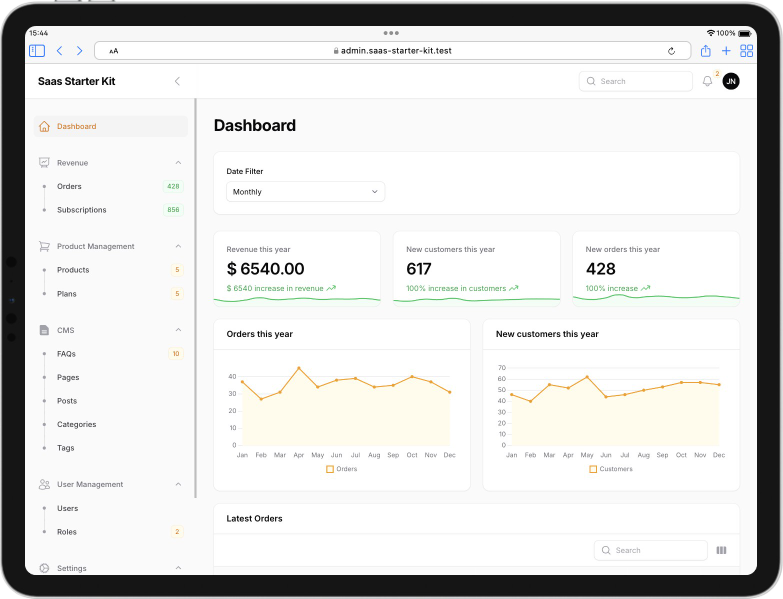 15:44
100%
AA
admin.saas-starter-kit.test
Saas Starter Kit
Search
2
JN
Dashboard
Revenue
Orders 428
Subscriptions 856
Product Management
Products 5
Plans 5
CMS
FAQs 10
Pages
Posts
Categories
Tags
User Management
Users
Roles 2
Settings
Dashboard
Date Filter
Monthly
Revenue this year
$ 6540.00
$ 6540 increase in revenue
New customers this year
617
100% increase in customers
New orders this year
428
100% increase
Orders this year
40
30
20
10
0
Jan Feb Mar Apr May Jun Jul Aug Sep Oct Nov Dec
Orders
New customers this year
70
60
50
40
30
20
10
0
Jan Feb Mar Apr May Jun Jul Aug Sep Oct Nov Dec
Customers
Latest Orders
Search